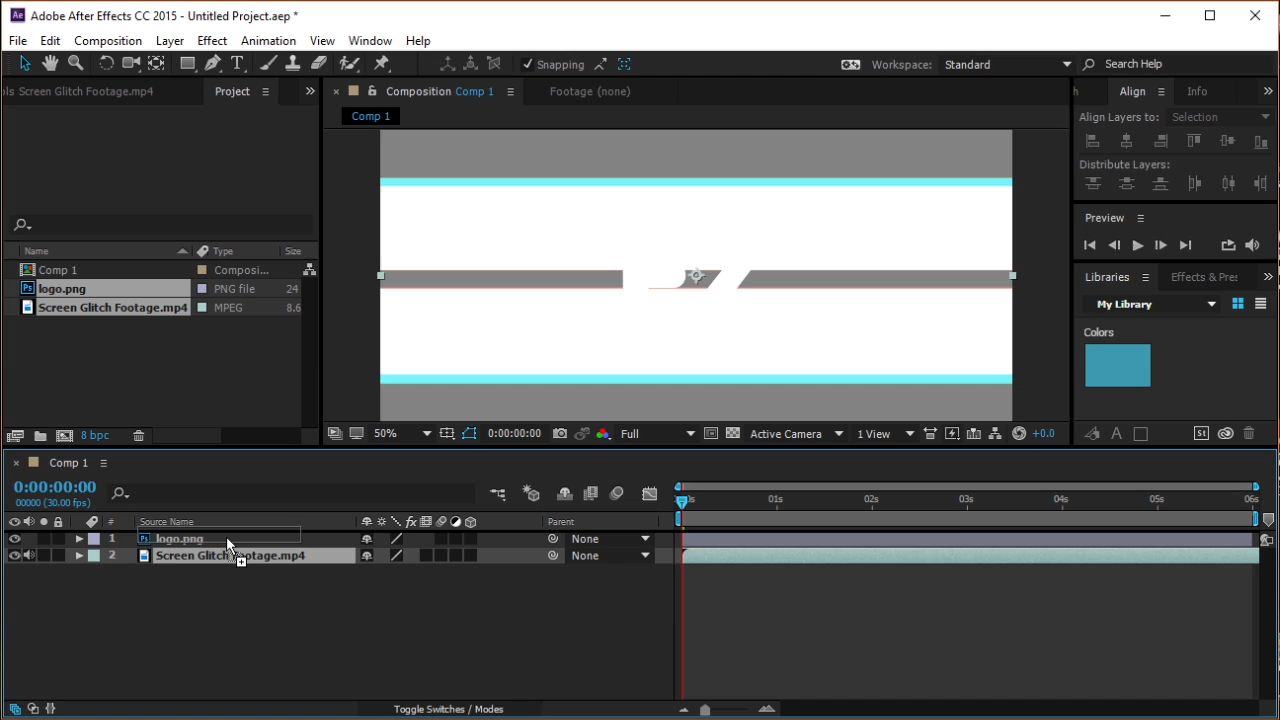 Adobe After Effects CC 2015 - Untitled Project.aep *
File Edit Composition Layer Effect Animation View Window Help
Snapping
Workspace: Standard
Search Help
ols Screen Glitch Footage.mp4
Project
Composition Comp 1
Footage (none)
h
Align
Info
Comp 1
Align Layers to: Selection
Distribute Layers:
Preview
Name Type Size
Comp 1 Composi...
logo.png PNG file 24
Screen Glitch Footage.mp4 MPEG 8.6
Libraries
Effects & Pres
My Library
Colors
8 bpc
50%
0:00:00:00
Full
Active Camera
1 View
+0.0
Comp 1
0:00:00:00
00000 (30.00 fps)
0s 01s 02s 03s 04s 05s 06s
# Source Name Parent
1 logo.png None
2 Screen Glitch Footage.mp4 None
Toggle Switches / Modes